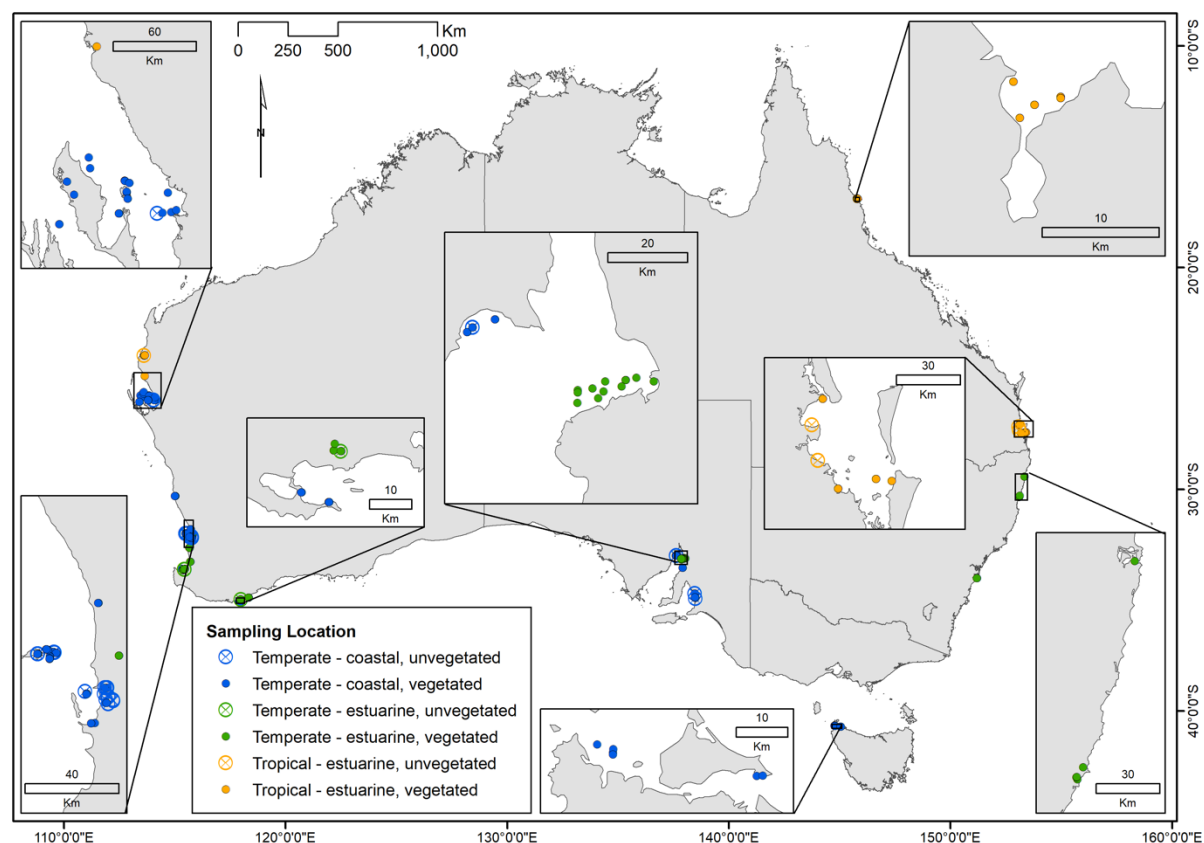 60
Km
Km
0 250 500 1,000
N
10
Km
10°0'0"S
20°0'0"S
30°0'0"S
40°0'0"S
20
Km
30
Km
10
Km
40
Km
10
Km
30
Km
Sampling Location
Temperate - coastal, unvegetated
Temperate - coastal, vegetated
Temperate - estuarine, unvegetated
Temperate - estuarine, vegetated
Tropical - estuarine, unvegetated
Tropical - estuarine, vegetated
110°0'0"E 120°0'0"E 130°0'0"E 140°0'0"E 150°0'0"E 160°0'0"E